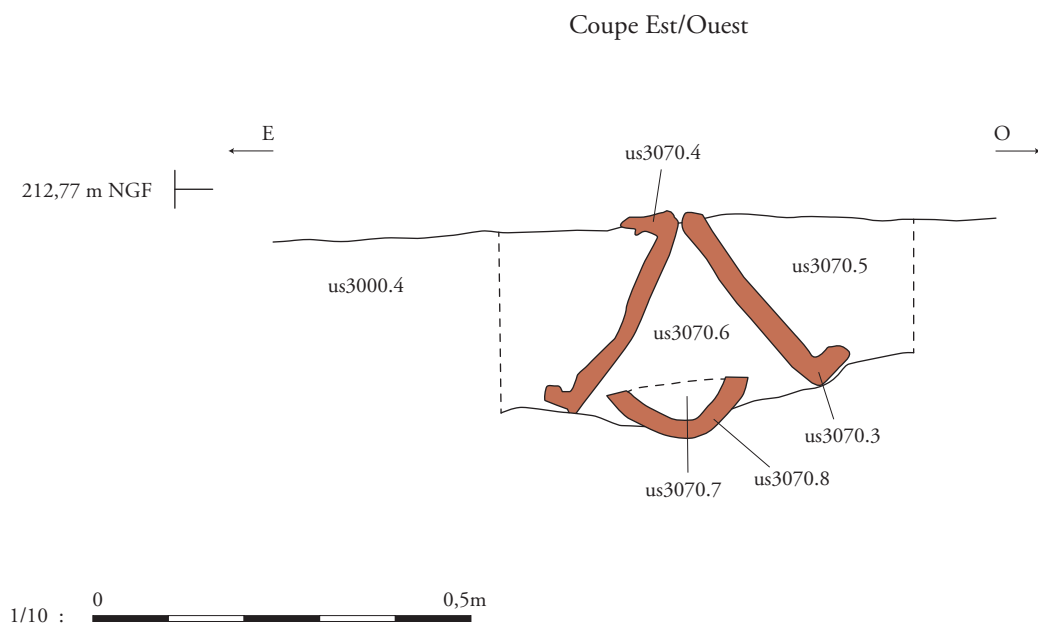 Coupe Est/Ouest
E
O
us3070.4
212,77 m NGF
us3070.5
us3000.4
us3070.6
us3070.3
us3070.8
us3070.7
0
0,5m
1/10 :